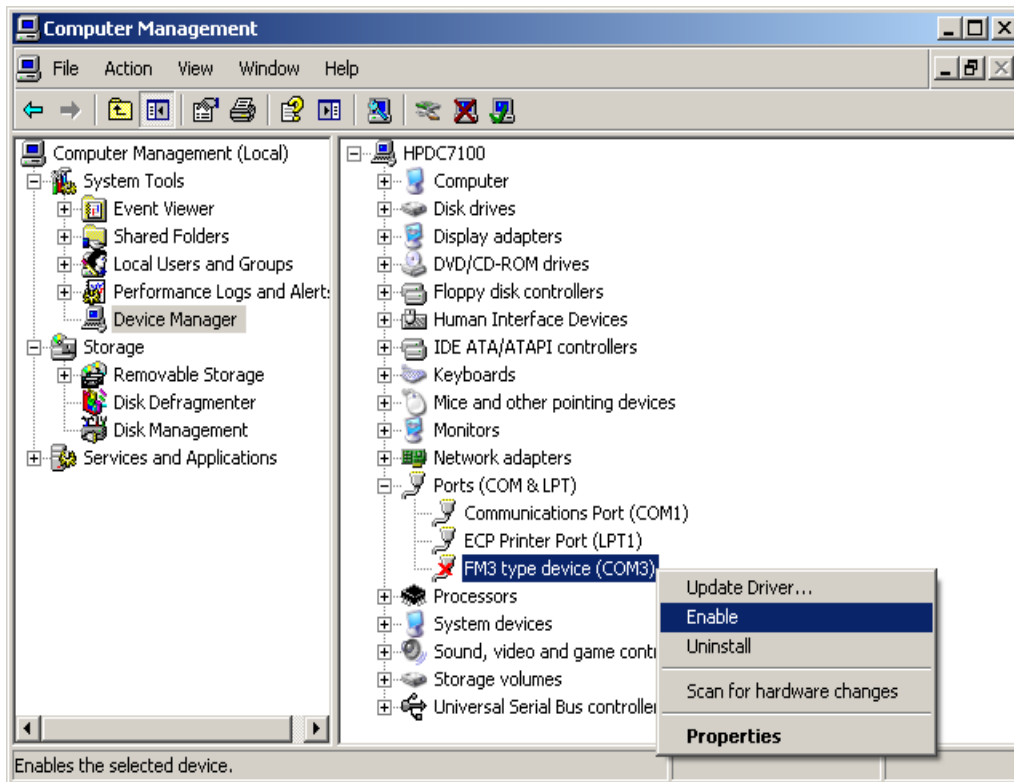 Computer Management
File Action View Window Help
Computer Management (Local)
System Tools
Event Viewer
Shared Folders
Local Users and Groups
Performance Logs and Alert:
Device Manager
Storage
Removable Storage
Disk Defragmenter
Disk Management
Services and Applications
HPDC7100
Computer
Disk drives
Display adapters
DVD/CD-ROM drives
Floppy disk controllers
Human Interface Devices
IDE ATA/ATAPI controllers
Keyboards
Mice and other pointing devices
Monitors
Network adapters
Ports (COM & LPT)
Communications Port (COM1)
ECP Printer Port (LPT1)
FM3 type device (COM3)
Processors
System devices
Sound, video and game cont
Storage volumes
Universal Serial Bus controller
Update Driver...
Enable
Uninstall
Scan for hardware changes
Properties
Enables the selected device.